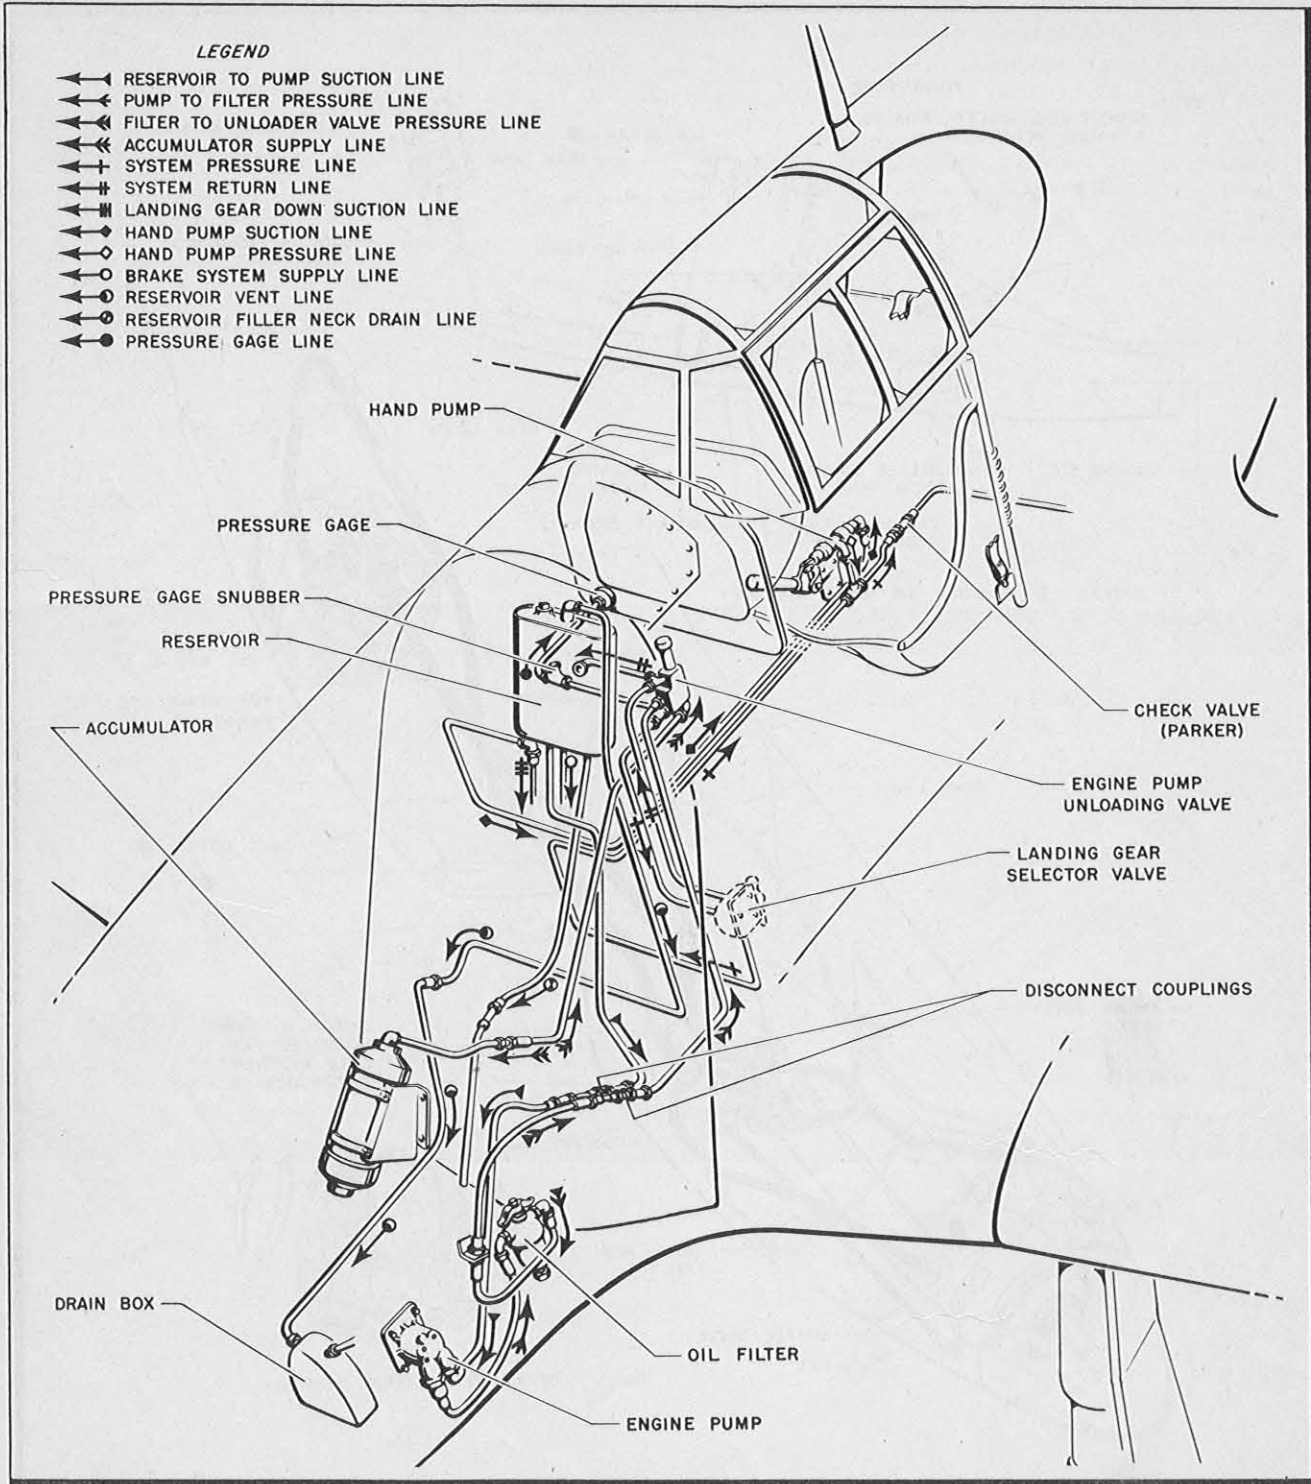 LEGEND
RESERVOIR TO PUMP SUCTION LINE
PUMP TO FILTER PRESSURE LINE
FILTER TO UNLOADER VALVE PRESSURE LINE
ACCUMULATOR SUPPLY LINE
SYSTEM PRESSURE LINE
SYSTEM RETURN LINE
LANDING GEAR DOWN SUCTION LINE
HAND PUMP SUCTION LINE
HAND PUMP PRESSURE LINE
BRAKE SYSTEM SUPPLY LINE
RESERVOIR VENT LINE
RESERVOIR FILLER NECK DRAIN LINE
PRESSURE GAGE LINE
HAND PUMP
PRESSURE GAGE
PRESSURE GAGE SNUBBER
RESERVOIR
ACCUMULATOR
CHECK VALVE
(PARKER)
ENGINE PUMP
UNLOADING VALVE
LANDING GEAR
SELECTOR VALVE
DISCONNECT COUPLINGS
DRAIN BOX
OIL FILTER
ENGINE PUMP